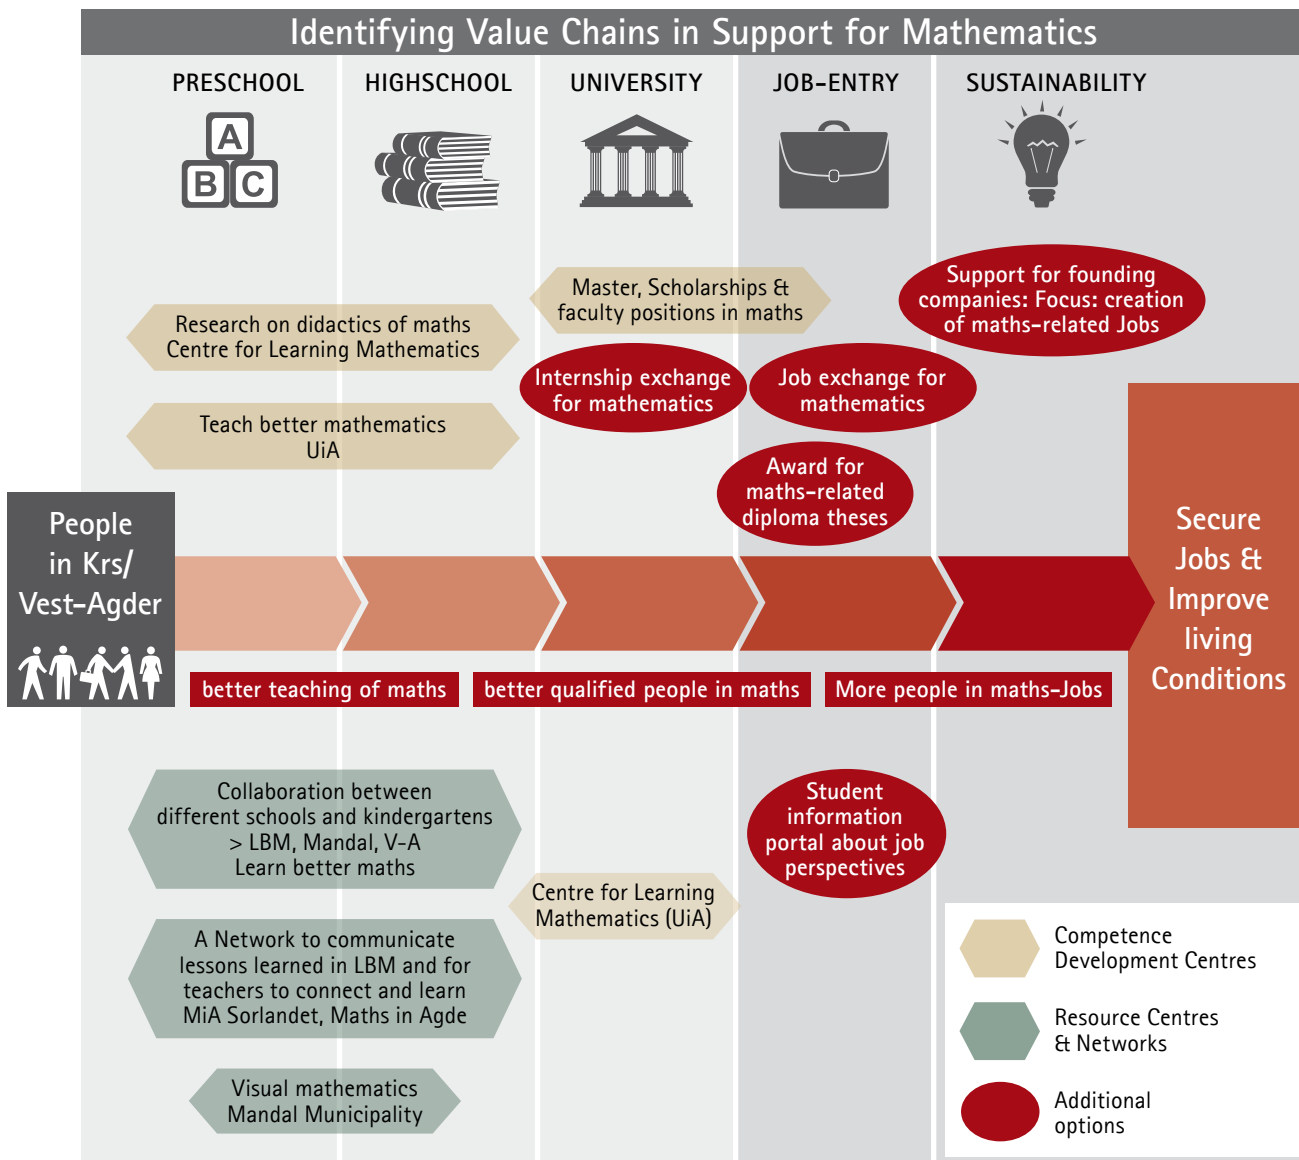 Identifying Value Chains in Support for Mathematics
PRESCHOOL
HIGHSCHOOL
UNIVERSITY
JOB-ENTRY
SUSTAINABILITY
A
B C
Support for founding
companies: Focus: creation
of maths-related Jobs
Master, Scholarships &
faculty positions in maths
Research on didactics of maths
Centre for Learning Mathematics
Internship exchange
for mathematics
Job exchange for
mathematics
Teach better mathematics
UiA
Award for
maths-related
diploma theses
People
in Krs/
Vest-Agder
Secure
Jobs &
Improve
living
Conditions
better teaching of maths
better qualified people in maths
More people in maths-Jobs
Collaboration between
different schools and kindergartens
> LBM, Mandal, V-A
Learn better maths
Student
information
portal about job
perspectives
Centre for Learning
Mathematics (UiA)
A Network to communicate
lessons learned in LBM and for
teachers to connect and learn
MiA Sorlandet, Maths in Agde
Visual mathematics
Mandal Municipality
Competence
Development Centres
Resource Centres
& Networks
Additional
options